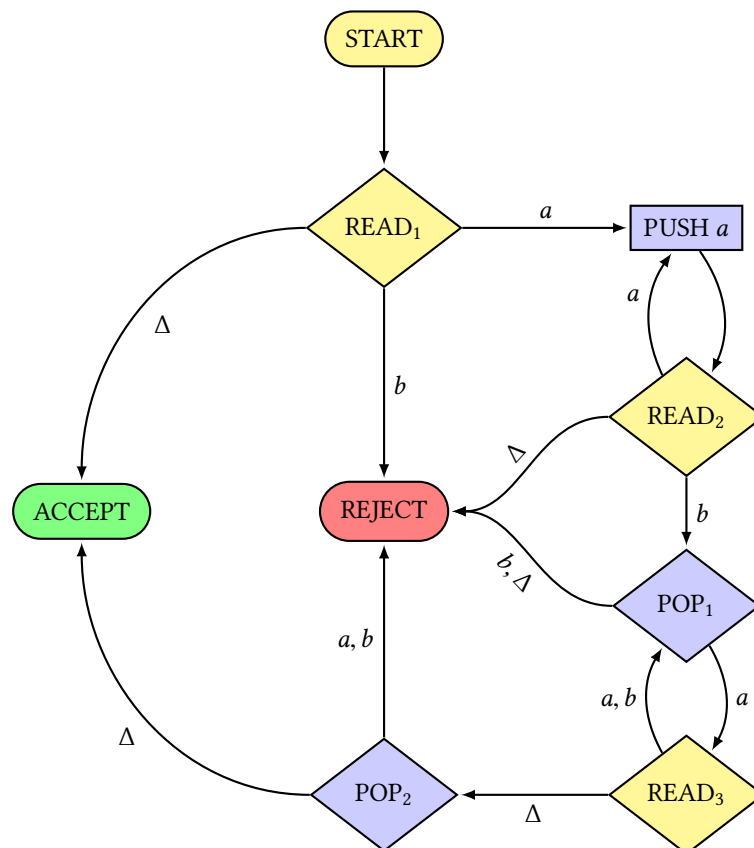 START
READ₁
a
PUSH a
a
Δ
b
READ₂
Δ
b
ACCEPT
REJECT
b, Δ
POP₁
a, b
a, b
a
Δ
POP₂
Δ
READ₃